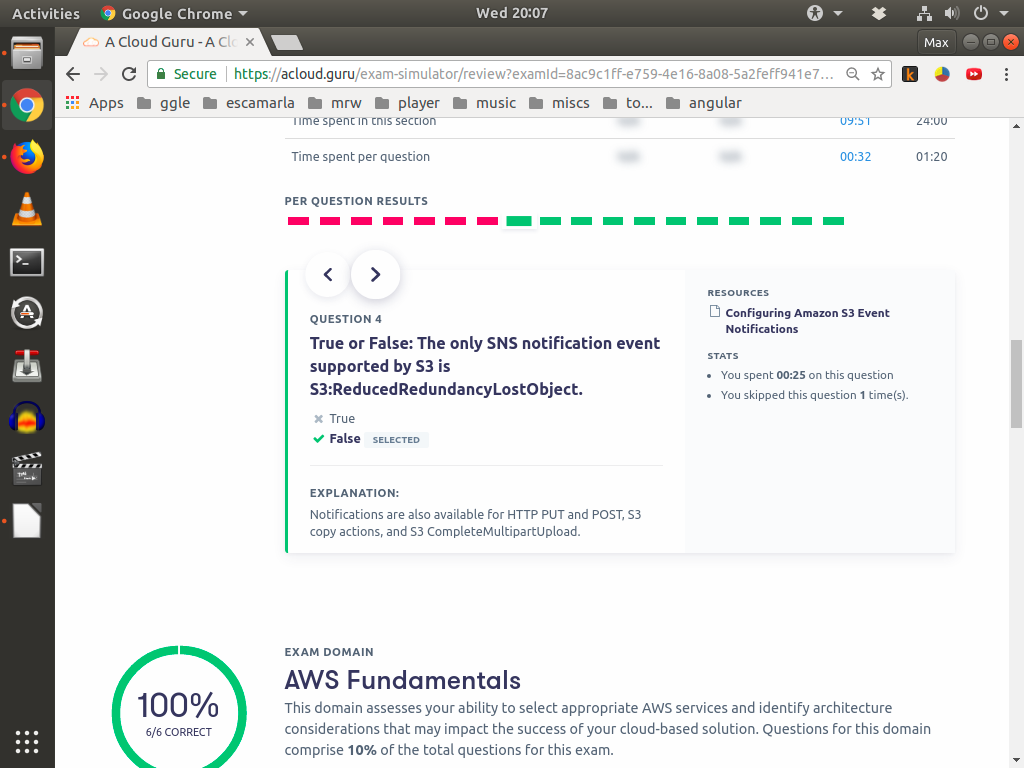 Activities
Google Chrome
Wed 20:07
A Cloud Guru - A Clo
Max
Secure
https://acloud.guru/exam-simulator/review?examId=8ac9c1ff-e759-4e16-8a08-5a2feff941e7...
Apps
ggle
escamarla
mrw
player
music
miscs
to...
angular
Time spent in this section
09:51
24:00
Time spent per question
00:32
01:20
PER QUESTION RESULTS
QUESTION 4
True or False: The only SNS notification event
supported by S3 is
S3:ReducedRedundancyLostObject.
True
False SELECTED
EXPLANATION:
Notifications are also available for HTTP PUT and POST, S3
copy actions, and S3 CompleteMultipartUpload.
RESOURCES
Configuring Amazon S3 Event
Notifications
STATS
You spent 00:25 on this question
You skipped this question 1 time(s).
100%
6/6 CORRECT
EXAM DOMAIN
AWS Fundamentals
This domain assesses your ability to select appropriate AWS services and identify architecture
considerations that may impact the success of your cloud-based solution. Questions for this domain
comprise 10% of the total questions for this exam.